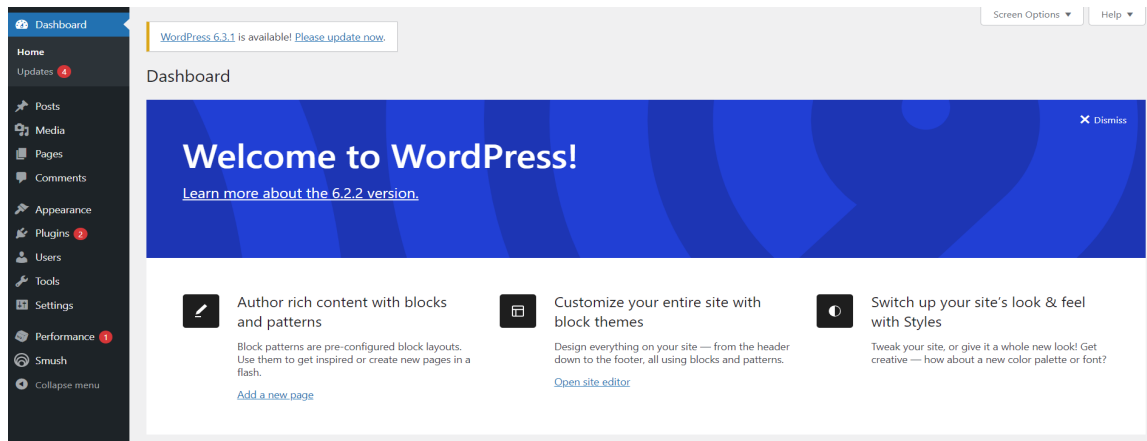 Dashboard
Home
Updates 4
Posts
Media
Pages
Comments
Appearance
Plugins 2
Users
Tools
Settings
Performance 1
Smush
Collapse menu
Screen Options ▼
Help ▼
WordPress 6.3.1 is available! Please update now.
Dashboard
Dismiss
Welcome to WordPress!
Learn more about the 6.2.2 version.
Author rich content with blocks
and patterns
Block patterns are pre-configured block layouts.
Use them to get inspired or create new pages in a
flash.
Add a new page
Customize your entire site with
block themes
Design everything on your site — from the header
down to the footer, all using blocks and patterns.
Open site editor
Switch up your site’s look & feel
with Styles
Tweak your site, or give it a whole new look! Get
creative — how about a new color palette or font?